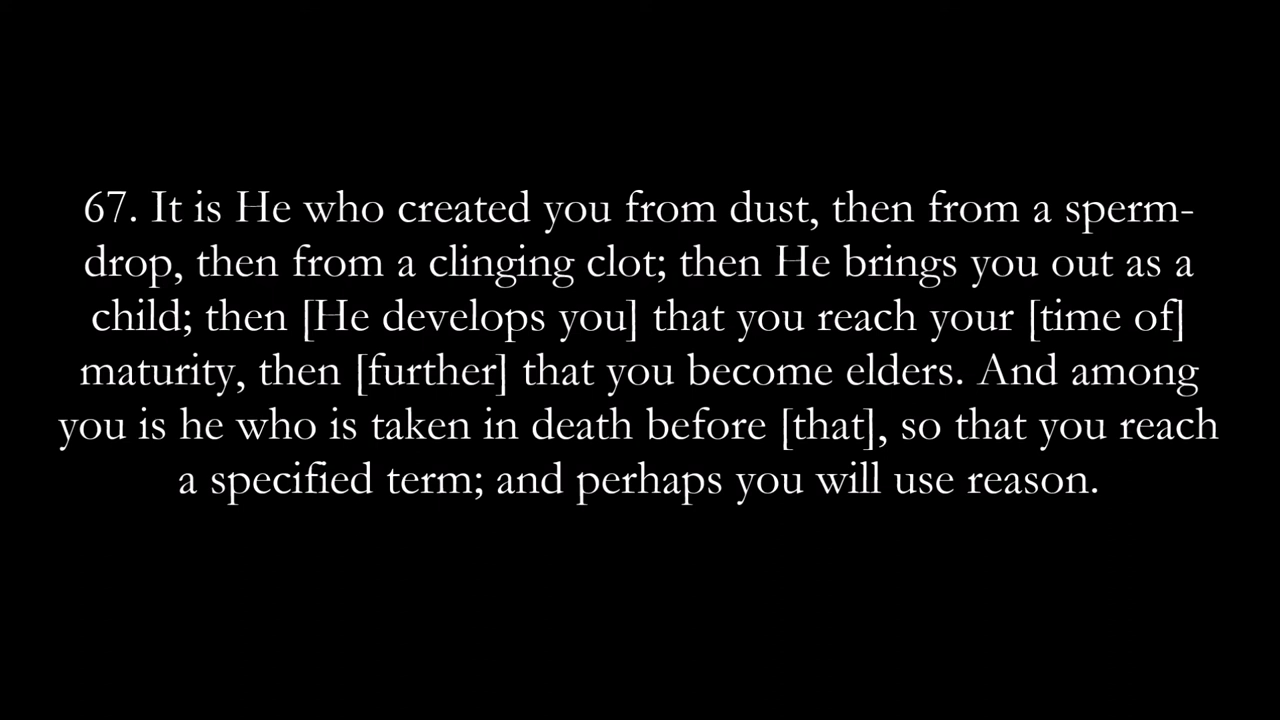 67. It is He who created you from dust, then from a sperm-
drop, then from a clinging clot; then He brings you out as a
child; then [He develops you] that you reach your [time of]
maturity, then [further] that you become elders. And among
you is he who is taken in death before [that], so that you reach
a specified term; and perhaps you will use reason.